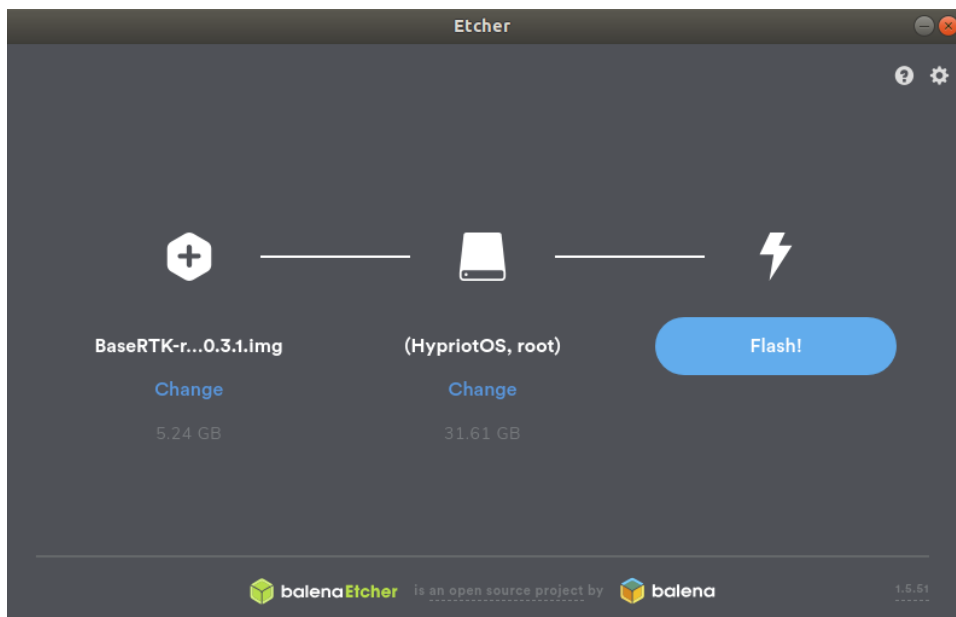 Etcher
BaseRTK-r...0.3.1.img
(HypriotOS, root)
Flash!
Change
Change
5.24 GB
31.61 GB
balenaEtcher is an open source project by balena
1.5.51